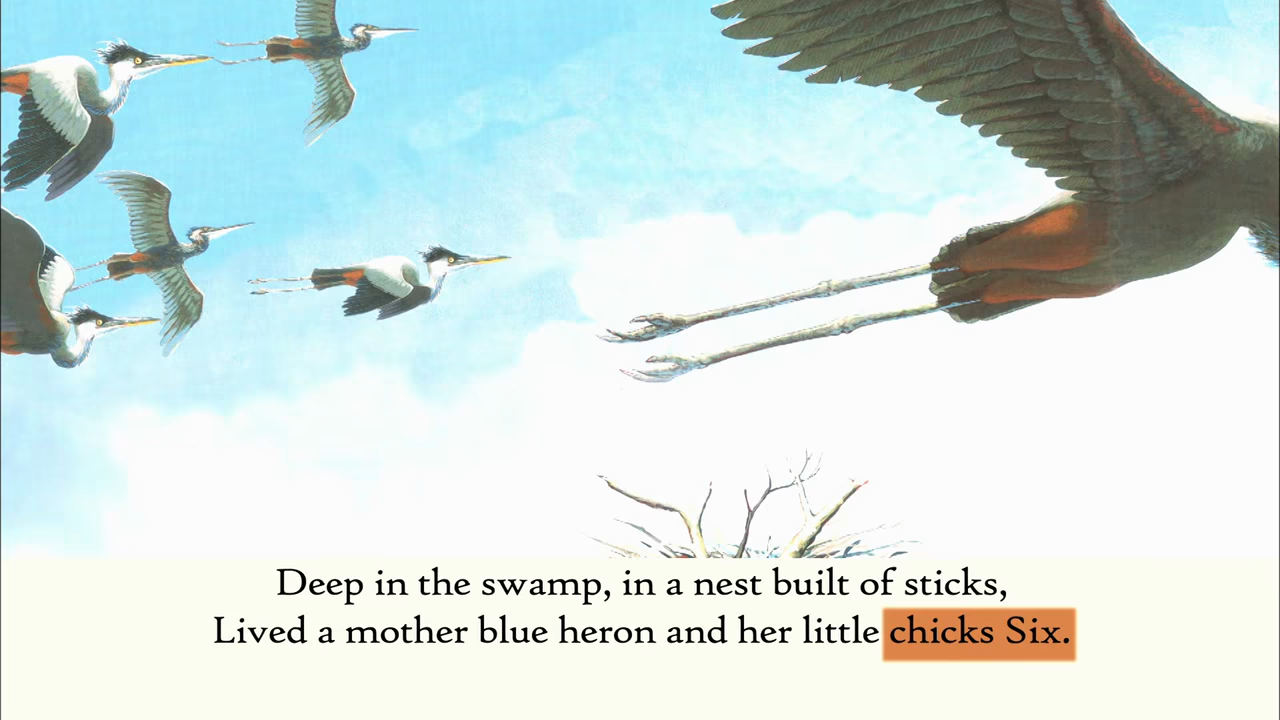 Deep in the swamp, in a nest built of sticks,
Lived a mother blue heron and her little chicks Six.